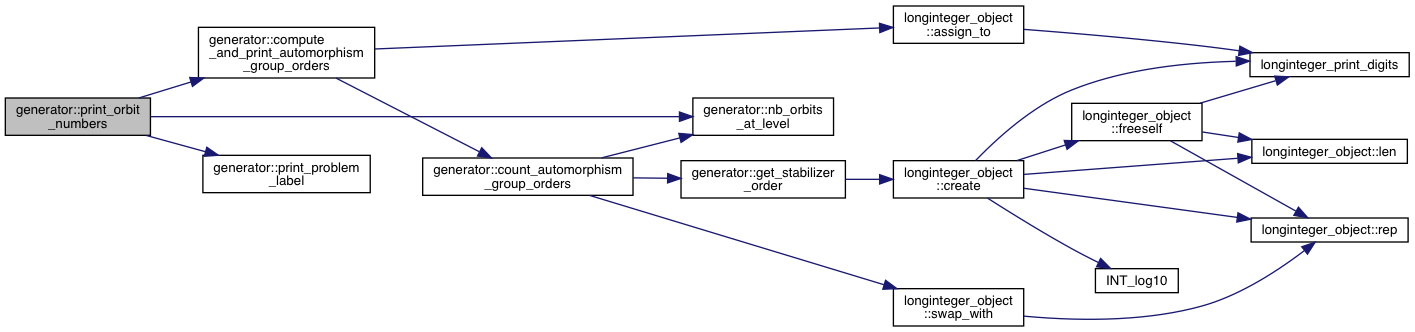 generator::print_orbit
_numbers
generator::compute
_and_print_automorphism
_group_orders
generator::print_problem
_label
generator::count_automorphism
_group_orders
generator::nb_orbits
_at_level
generator::get_stabilizer
_order
longinteger_object
::assign_to
longinteger_object
::create
longinteger_object
::swap_with
longinteger_object
::freeself
INT_log10
longinteger_print_digits
longinteger_object::len
longinteger_object::rep